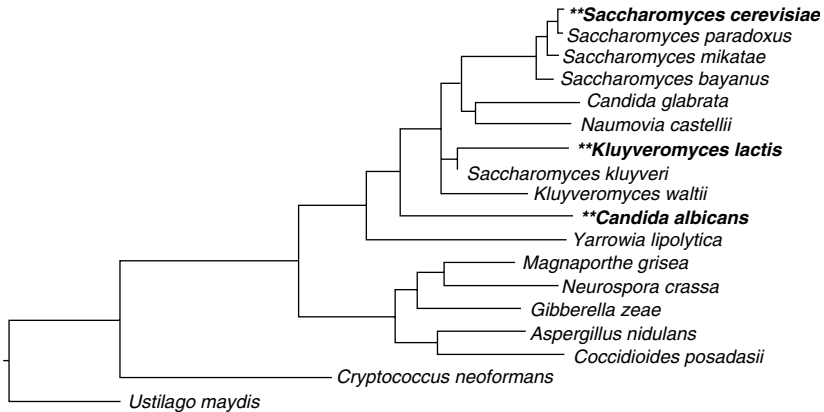 **Saccharomyces cerevisiae
Saccharomyces paradoxus
Saccharomyces mikatae
Saccharomyces bayanus
Candida glabrata
Naumovia castellii
**Kluyveromyces lactis
Saccharomyces kluyveri
Kluyveromyces waltii
**Candida albicans
Yarrowia lipolytica
Magnaporthe grisea
Neurospora crassa
Gibberella zeae
Aspergillus nidulans
Coccidioides posadasii
Cryptococcus neoformans
Ustilago maydis